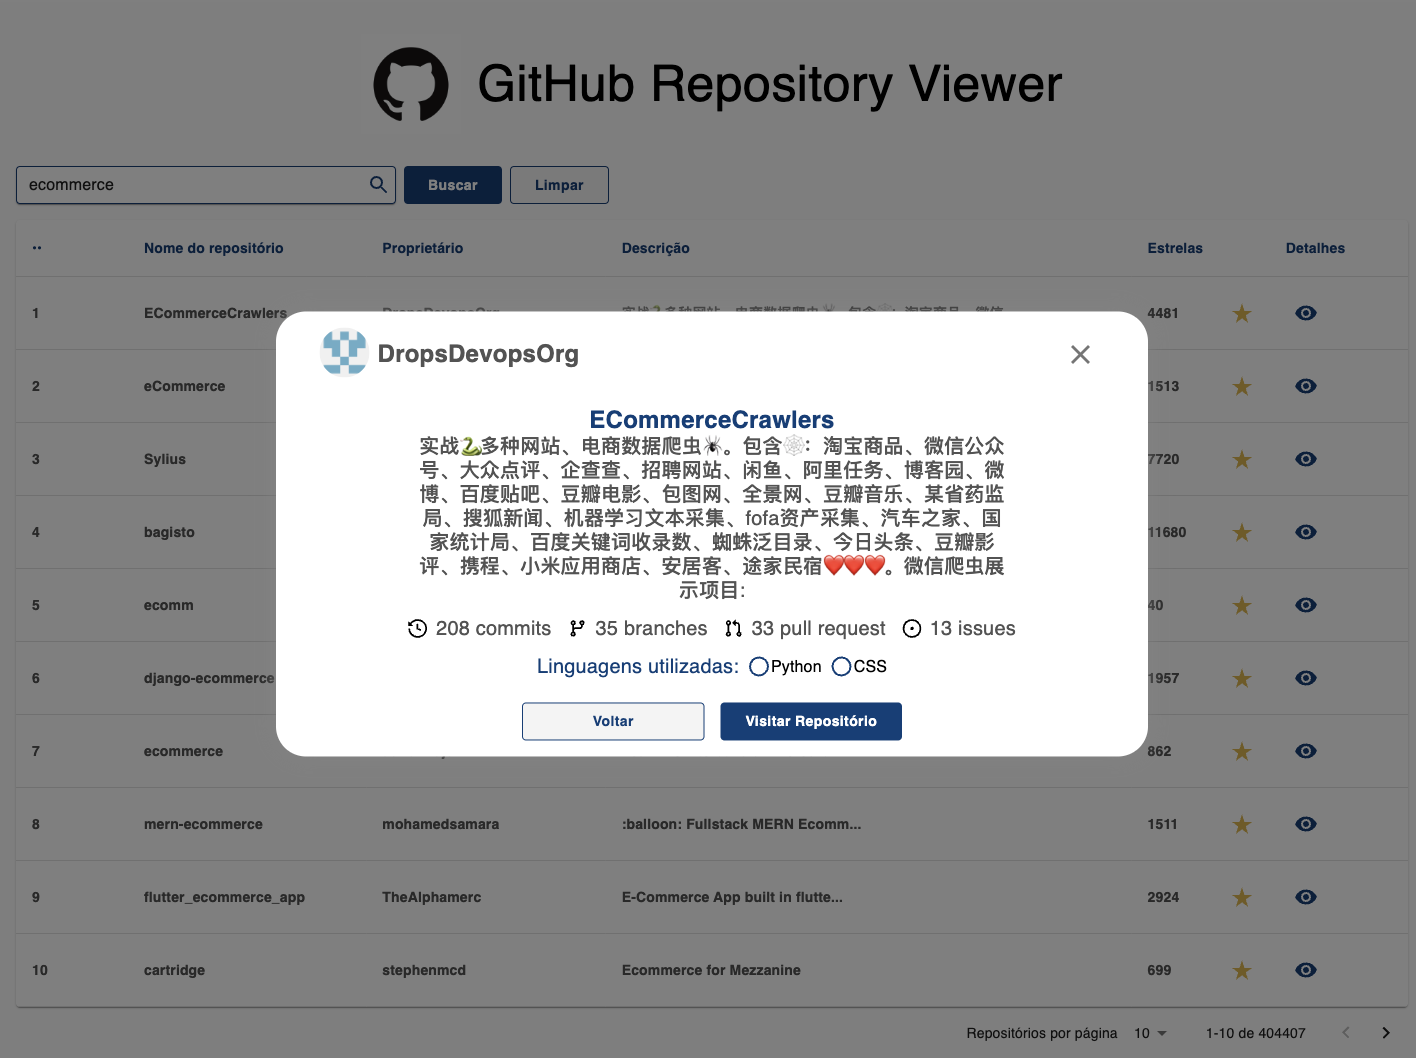 GitHub Repository Viewer
ecommerce
Buscar
Limpar
Nome do repositório
Proprietário
Descrição
Estrelas
Detalhes
1
ECommerceCrawlers
DropsDevopsOrg
4481
2
eCommerce
1513
3
Sylius
7720
4
bagisto
11680
5
ecomm
40
6
django-ecommerce
1957
7
ecommerce
862
8
mern-ecommerce
mohamedsamara
:balloon: Fullstack MERN Ecomm...
1511
9
flutter_ecommerce_app
TheAlphamerc
E-Commerce App built in flutte...
2924
10
cartridge
stephenmcd
Ecommerce for Mezzanine
699
DropsDevopsOrg
ECommerceCrawlers
实战🐍多种网站、电商数据爬虫🕷。包含🕸：淘宝商品、微信公众
号、大众点评、企查查、招聘网站、闲鱼、阿里任务、博客园、微
博、百度贴吧、豆瓣电影、包图网、全景网、豆瓣音乐、某省药监
局、搜狐新闻、机器学习文本采集、fofa资产采集、汽车之家、国
家统计局、百度关键词收录数、蜘蛛泛目录、今日头条、豆瓣影
评、携程、小米应用商店、安居客、途家民宿❤️❤️❤️。微信爬虫展
示项目:
208 commits 35 branches 33 pull request 13 issues
Linguagens utilizadas: Python CSS
Voltar
Visitar Repositório
Repositórios por página 10 1-10 de 404407